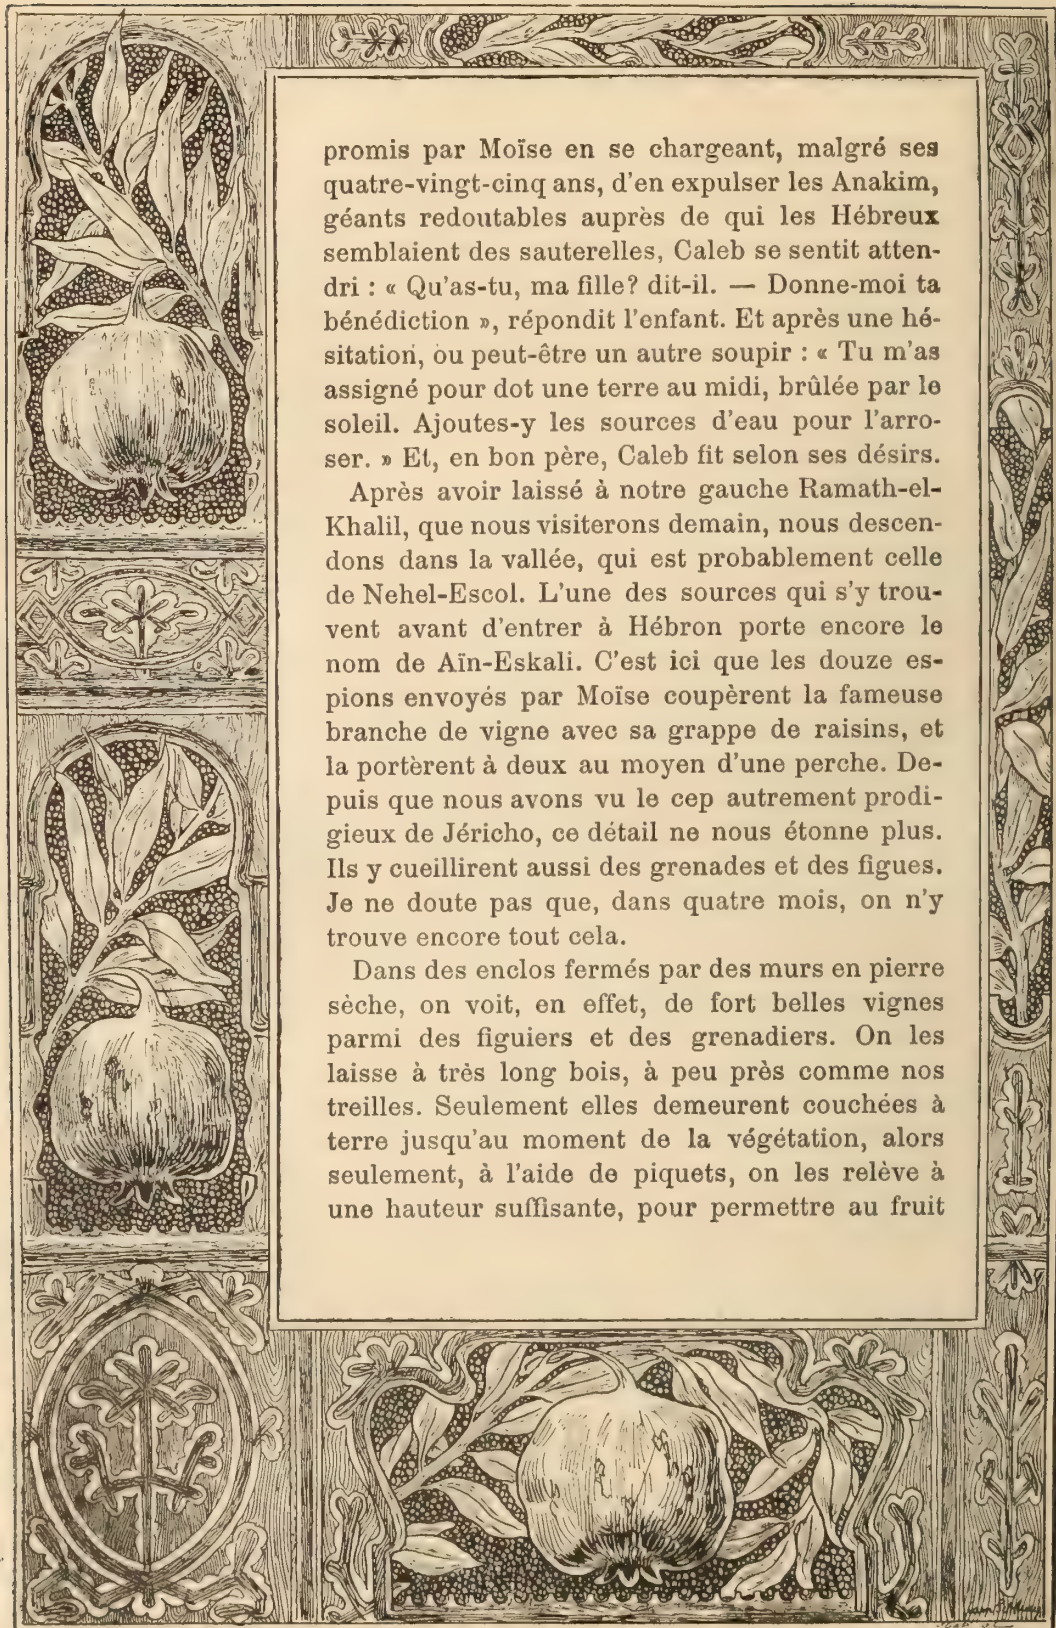 promis par Moïse en se chargeant, malgré ses
quatre-vingt-cinq ans, d'en expulser les Anakim,
géants redoutables auprès de qui les Hébreux
semblaient des sauterelles, Caleb se sentit atten-
dri : « Qu'as-tu, ma fille? dit-il. — Donne-moi ta
bénédiction », répondit l'enfant. Et après une hé-
sitation, ou peut-être un autre soupir : « Tu m'as
assigné pour dot une terre au midi, brûlée par le
soleil. Ajoutes-y les sources d'eau pour l'arro-
ser. » Et, en bon père, Caleb fit selon ses désirs.
Après avoir laissé à notre gauche Ramath-el-
Khalil, que nous visiterons demain, nous descen-
dons dans la vallée, qui est probablement celle
de Nehel-Escol. L'une des sources qui s'y trou-
vent avant d'entrer à Hébron porte encore le
nom de Aïn-Eskali. C'est ici que les douze es-
pions envoyés par Moïse coupèrent la fameuse
branche de vigne avec sa grappe de raisins, et
la portèrent à deux au moyen d'une perche. De-
puis que nous avons vu le cep autrement prodi-
gieux de Jéricho, ce détail ne nous étonne plus.
Ils y cueillirent aussi des grenades et des figues.
Je ne doute pas que, dans quatre mois, on n'y
trouve encore tout cela.
Dans des enclos fermés par des murs en pierre
sèche, on voit, en effet, de fort belles vignes
parmi des figuiers et des grenadiers. On les
laisse à très long bois, à peu près comme nos
treilles. Seulement elles demeurent couchées à
terre jusqu'au moment de la végétation, alors
seulement, à l'aide de piquets, on les relève à
une hauteur suffisante, pour permettre au fruit